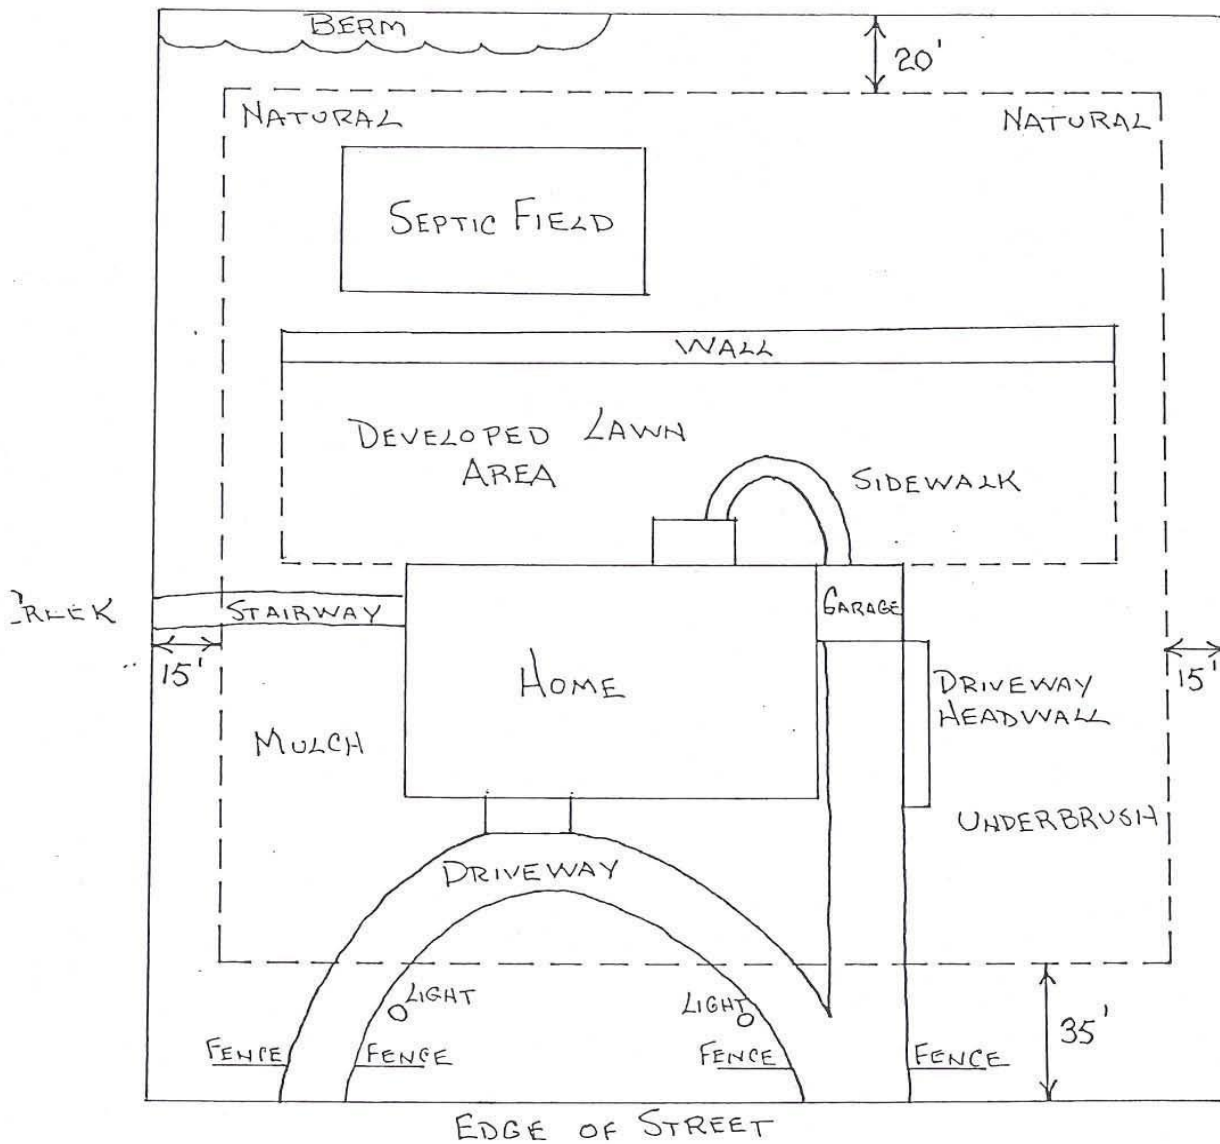 BERM
20'
NATURAL
NATURAL
SEPTIC FIELD
WALL
DEVELOPED LAWN
AREA
SIDEWALK
STAIRWAY
GARAGE
15'
15'
HOME
DRIVEWAY
HEADWALL
MULCH
UNDERBRUSH
DRIVEWAY
LIGHT
LIGHT
35'
FENCE
FENCE
FENCE
FENCE
EDGE OF STREET